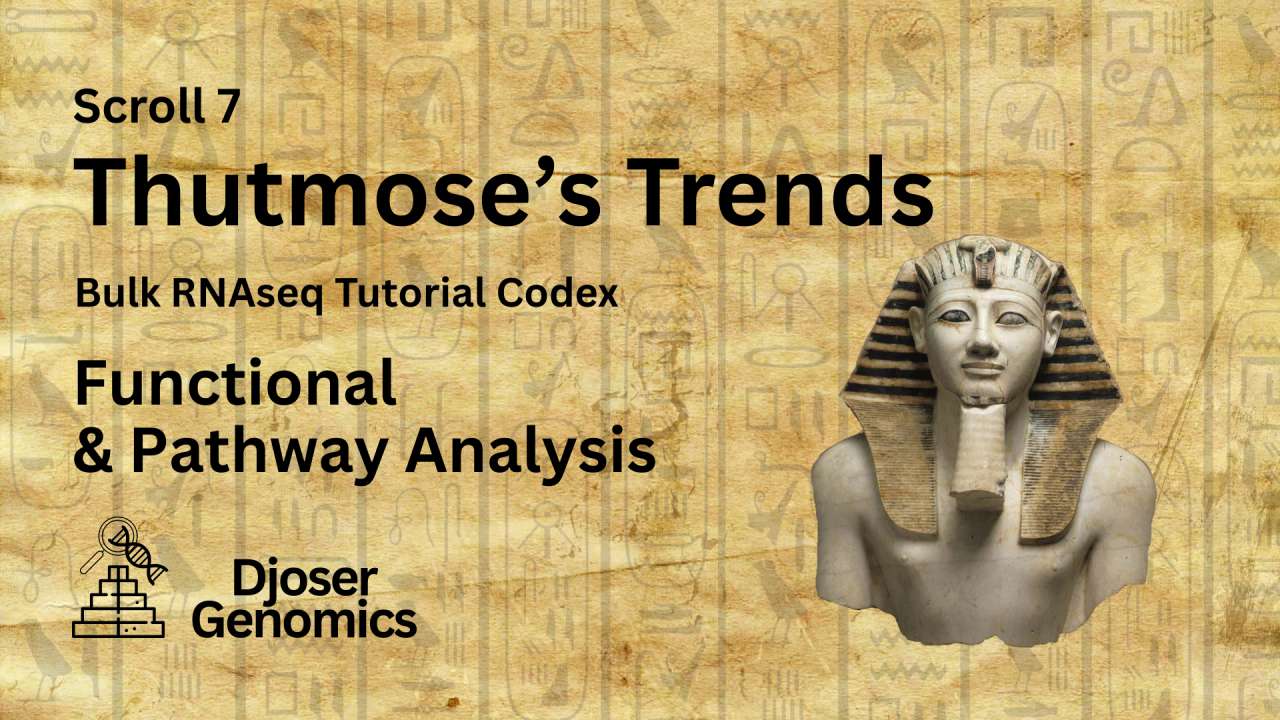 Scroll 7
Thutmose’s Trends
Bulk RNAseq Tutorial Codex
Functional
& Pathway Analysis
Djoser
Genomics